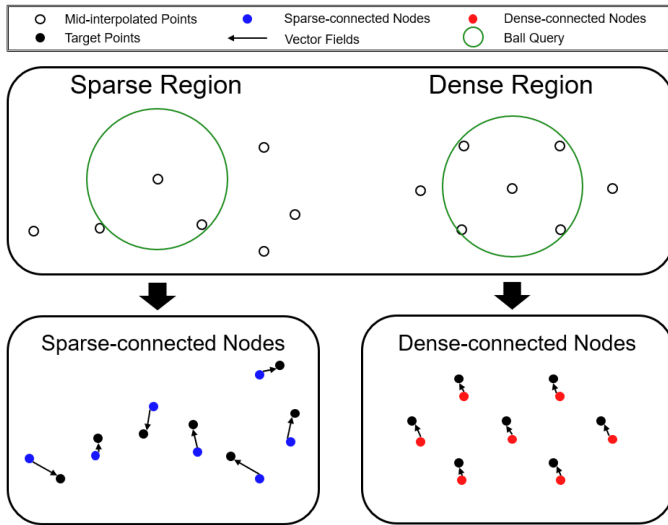 Mid-interpolated Points
Sparse-connected Nodes
Dense-connected Nodes
Target Points
Vector Fields
Ball Query
Sparse Region
Dense Region
Sparse-connected Nodes
Dense-connected Nodes